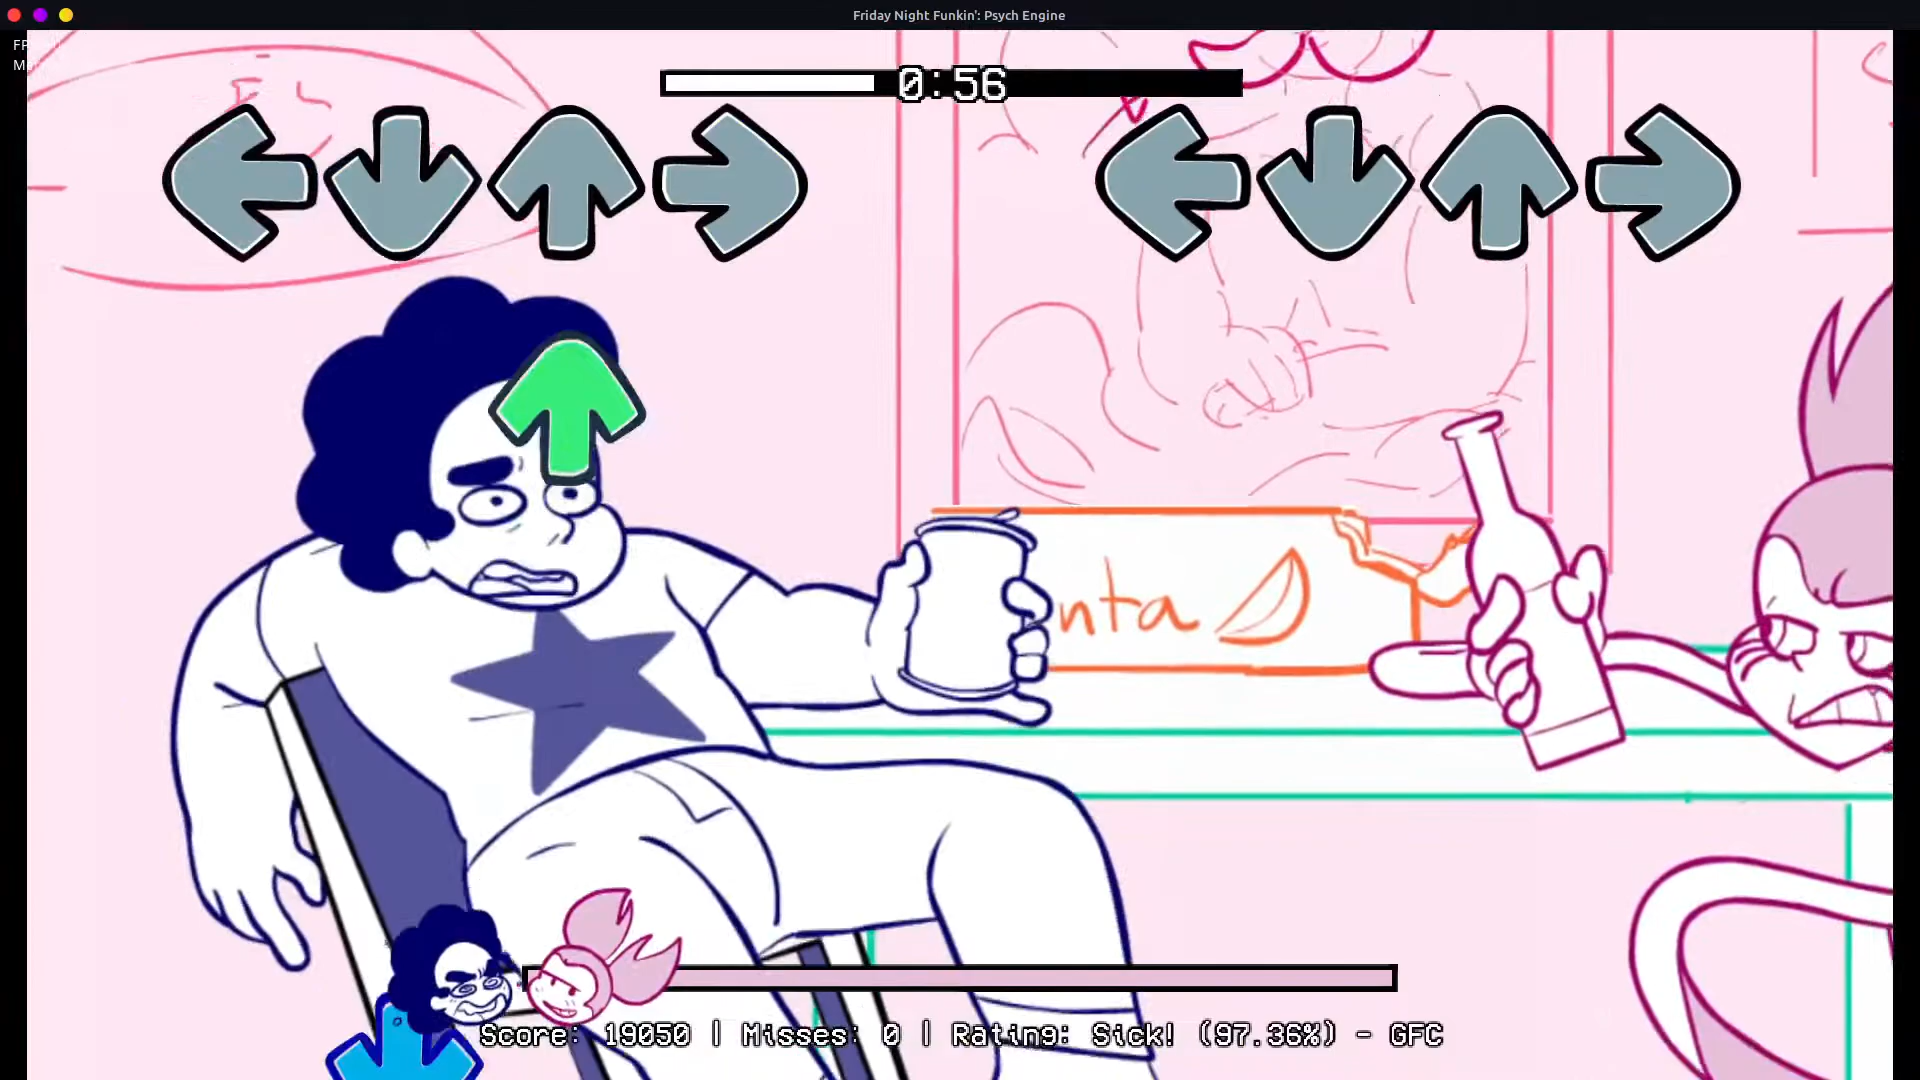 Friday Night Funkin': Psych Engine
0:56
nta
Score: 19050 | Misses: 0 | Rating: Sick! (97.36%) - GFC